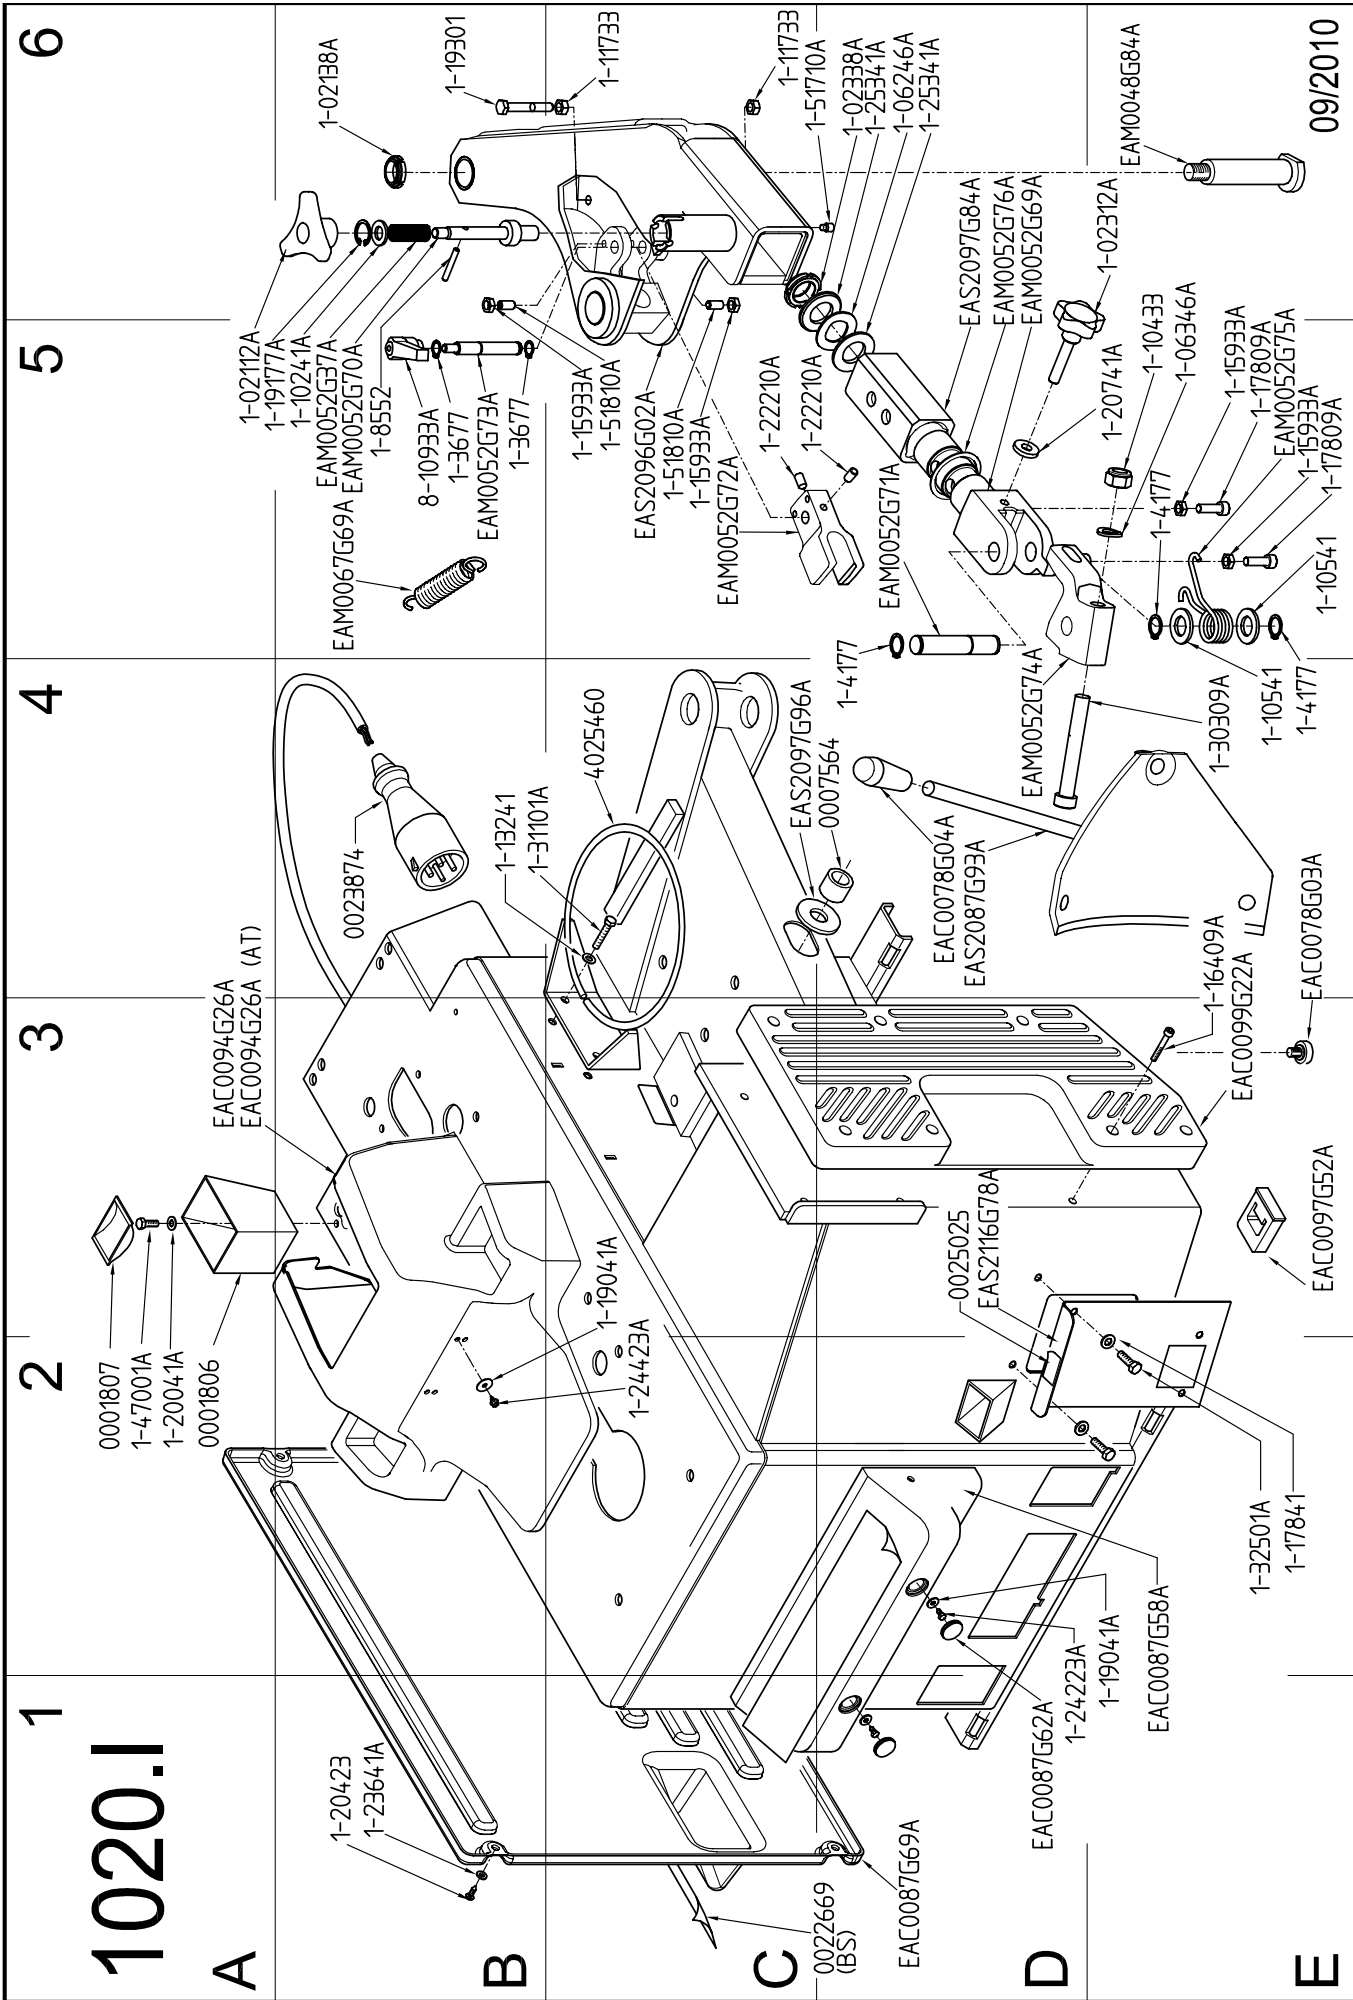 1020.I
1
2
3
4
5
6
A
B
C
D
E
1-20423
1-23641A
0022669
(BS)
EAC0087G69A
EAC0087G62A
1-24223A
1-19041A
EAC0087G58A
0001807
1-47001A
1-20041A
0001806
EAC0094G26A
EAC0094G26A (AT)
1-19041A
1-24423A
0025025
EAS2116G78A
1-32501A
1-17841
EAC0097G52A
EAC0099G22A
1-16409A
EAC0078G03A
0023874
1-13241
1-31101A
4025460
EAS2097G96A
0007564
EAC0078G04A
EAS2087G93A
1-4177
EAM0052G74A
1-30309A
1-10541
1-4177
EAM0067G69A
1-02112A
1-19177A
1-10241A
EAM0052G37A
EAM0052G70A
1-8552
8-10933A
1-3677
EAM0052G73A
1-3677
1-15933A
1-51810A
EAS2096G02A
1-51810A
1-15933A
EAM0052G72A
1-22210A
1-22210A
EAM0052G71A
1-02138A
1-19301
1-11733
1-11733
1-51710A
1-02338A
1-25341A
1-06246A
1-25341A
EAS2097G84A
EAM0052G76A
EAM0052G69A
1-02312A
1-20741A
1-10433
1-06346A
1-4177
1-15933A
1-17809A
EAM0052G75A
1-15933A
1-17809A
1-10541
EAM0048G84A
09/2010